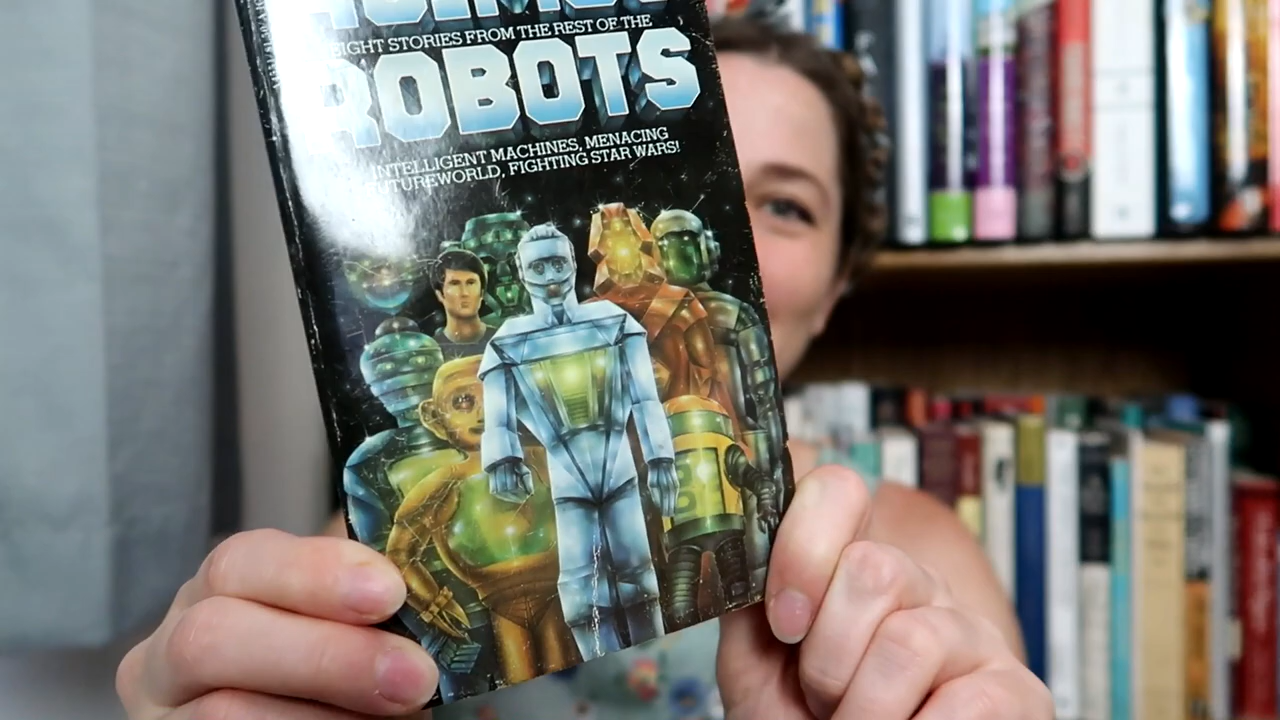 EIGHT STORIES FROM THE REST OF THE
ROBOTS
INTELLIGENT MACHINES, MENACING
FUTUREWORLD, FIGHTING STAR WARS!